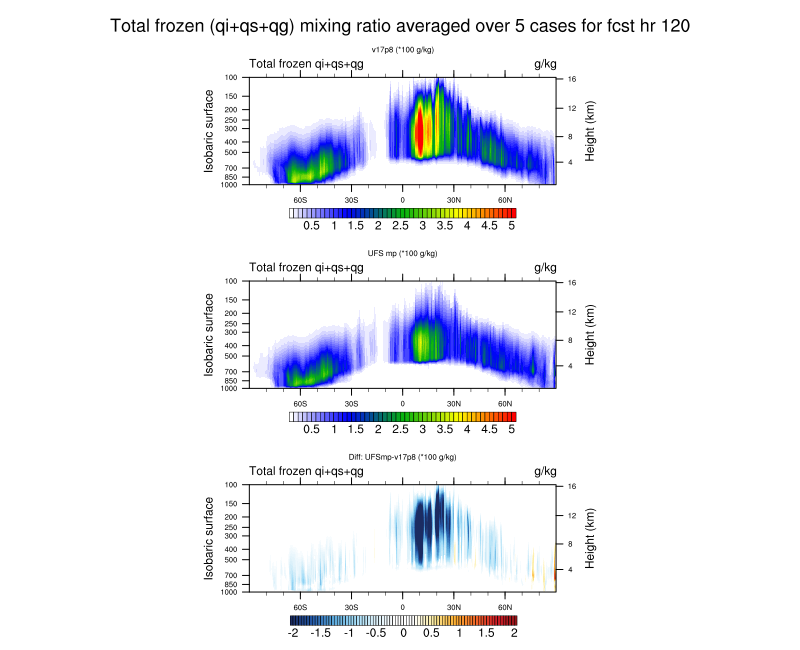 Total frozen (qi+qs+qg) mixing ratio averaged over 5 cases for fcst hr 120
v17p8 (*100 g/kg)
Total frozen qi+qs+qg g/kg
100 150 200 250 300 400 500 700 850 1000
Isobaric surface
16 12 8 4
Height (km)
60S 30S 0 30N 60N
0.5 1 1.5 2 2.5 3 3.5 4 4.5 5
UFS mp (*100 g/kg)
Total frozen qi+qs+qg g/kg
100 150 200 250 300 400 500 700 850 1000
Isobaric surface
16 12 8 4
Height (km)
60S 30S 0 30N 60N
0.5 1 1.5 2 2.5 3 3.5 4 4.5 5
Diff: UFSmp-v17p8 (*100 g/kg)
Total frozen qi+qs+qg g/kg
100 150 200 250 300 400 500 700 850 1000
Isobaric surface
16 12 8 4
Height (km)
60S 30S 0 30N 60N
-2 -1.5 -1 -0.5 0 0.5 1 1.5 2